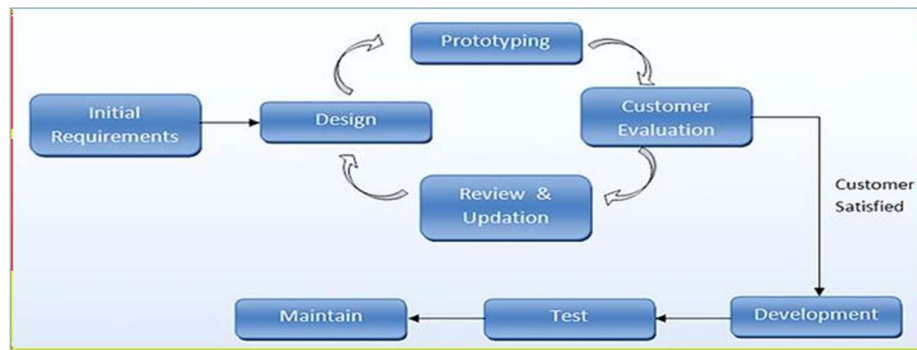 Prototyping
Initial
Requirements
Design
Customer
Evaluation
Review &
Updation
Customer
Satisfied
Maintain
Test
Development